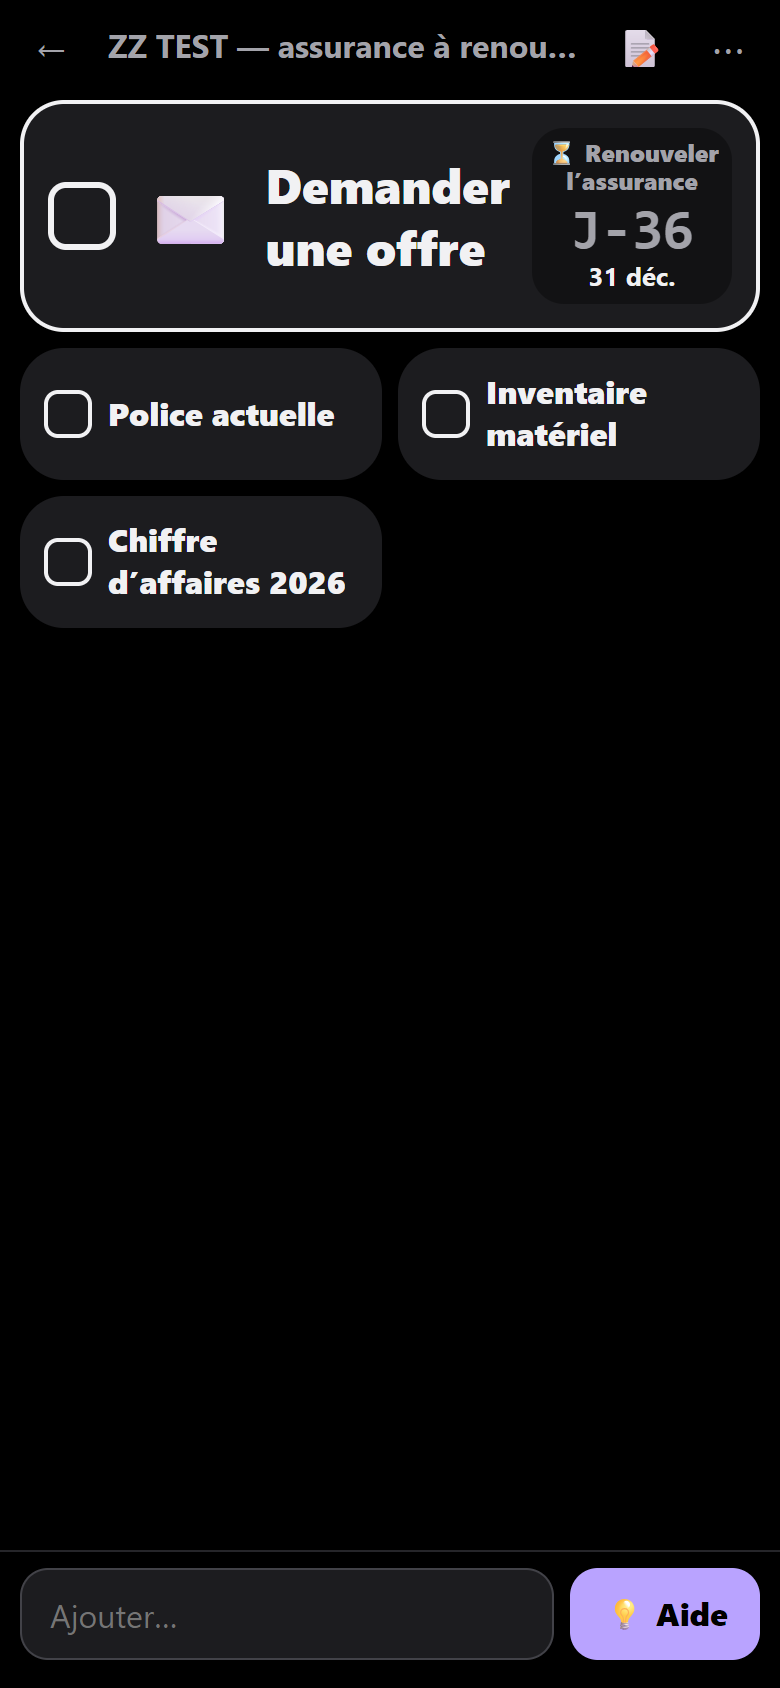 ← ZZ TEST — assurance à renou... 📝 ...
Demander
une offre
⏳ Renouveler
l'assurance
J-36
31 déc.
Police actuelle
Inventaire
matériel
Chiffre
d'affaires 2026
Ajouter...
💡 Aide